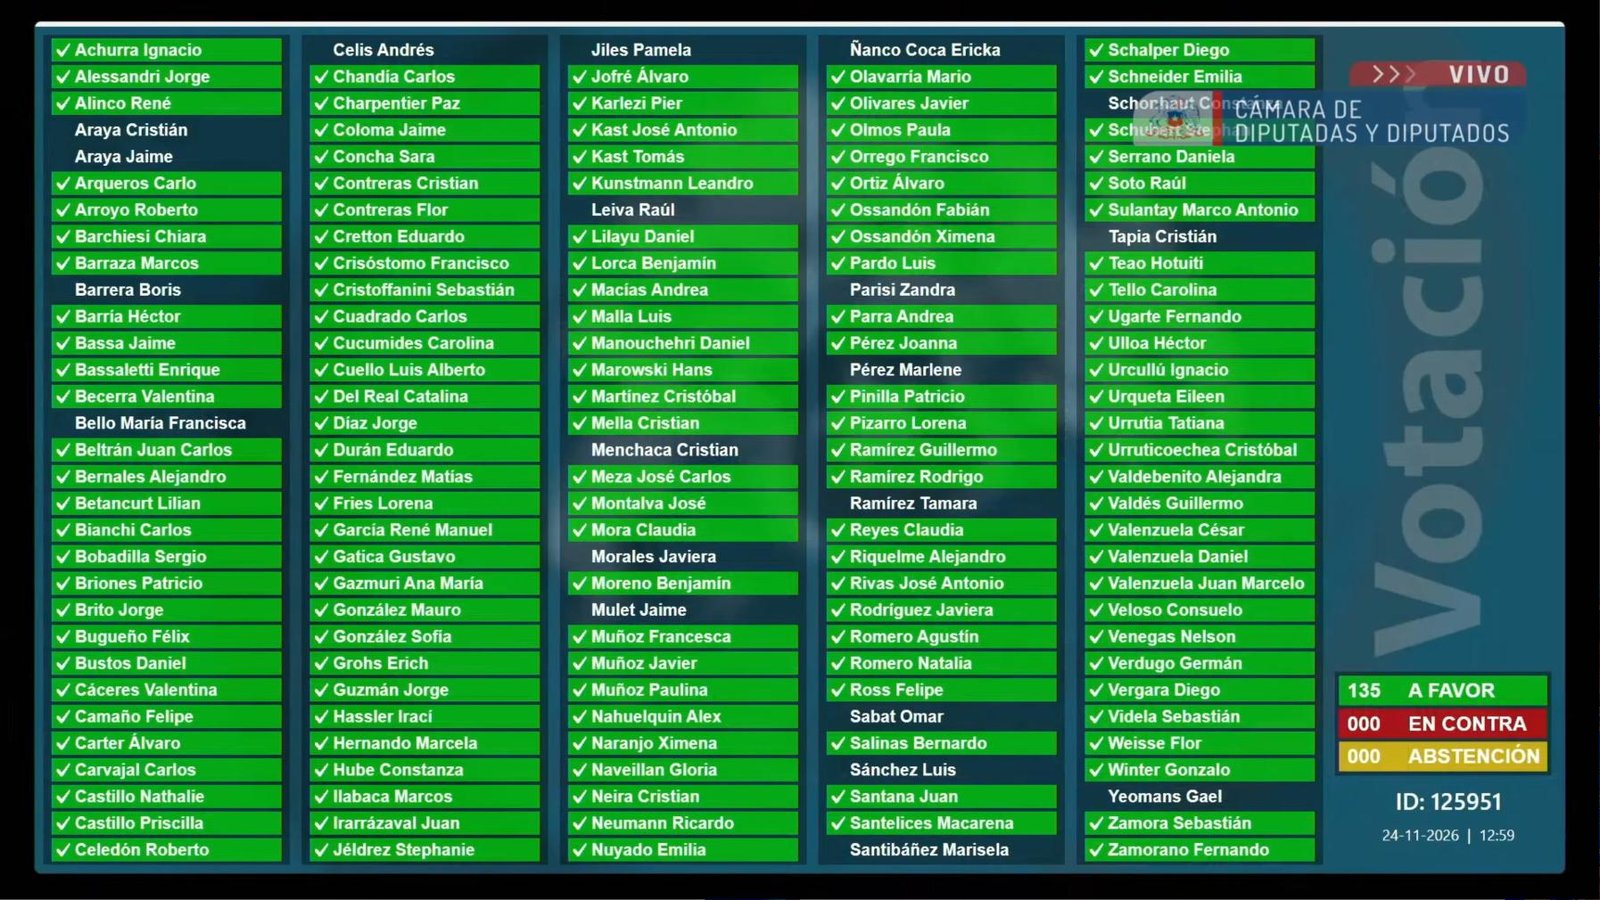 ✓ Achurra Ignacio
✓ Alessandri Jorge
✓ Alinco René
Araya Cristián
Araya Jaime
✓ Arqueros Carlo
✓ Arroyo Roberto
✓ Barchiesi Chiara
✓ Barraza Marcos
Barrera Boris
✓ Barría Héctor
✓ Bassa Jaime
✓ Bassaletti Enrique
✓ Becerra Valentina
Bello María Francisca
✓ Beltrán Juan Carlos
✓ Bernales Alejandro
✓ Betancurt Lilian
✓ Bianchi Carlos
✓ Bobadilla Sergio
✓ Briones Patricio
✓ Brito Jorge
✓ Bugueño Félix
✓ Bustos Daniel
✓ Cáceres Valentina
✓ Camaño Felipe
✓ Carter Álvaro
✓ Carvajal Carlos
✓ Castillo Nathalie
✓ Castillo Priscilla
✓ Celedón Roberto
Celis Andrés
✓ Chandía Carlos
✓ Charpentier Paz
✓ Coloma Jaime
✓ Concha Sara
✓ Contreras Cristian
✓ Contreras Flor
✓ Cretton Eduardo
✓ Crisóstomo Francisco
✓ Cristoffanini Sebastián
✓ Cuadrado Carlos
✓ Cucumides Carolina
✓ Cuello Luis Alberto
✓ Del Real Catalina
✓ Díaz Jorge
✓ Durán Eduardo
✓ Fernández Matías
✓ Fries Lorena
✓ García René Manuel
✓ Gatica Gustavo
✓ Gazmuri Ana María
✓ González Mauro
✓ González Sofía
✓ Grohs Erich
✓ Guzmán Jorge
✓ Hassler Irací
✓ Hernando Marcela
✓ Hube Constanza
✓ Ilabaca Marcos
✓ Irarrázaval Juan
✓ Jéldrez Stephanie
Jiles Pamela
✓ Jofré Álvaro
✓ Karlezi Pier
✓ Kast José Antonio
✓ Kast Tomás
✓ Kunstmann Leandro
Leiva Raúl
✓ Lilayu Daniel
✓ Lorca Benjamín
✓ Macías Andrea
✓ Malla Luis
✓ Manouchehri Daniel
✓ Marowski Hans
✓ Martínez Cristóbal
✓ Mella Cristian
Menchaca Cristian
✓ Meza José Carlos
✓ Montalva José
✓ Mora Claudia
Morales Javiera
✓ Moreno Benjamín
Mulet Jaime
✓ Muñoz Francesca
✓ Muñoz Javier
✓ Muñoz Paulina
✓ Nahuelquin Alex
✓ Naranjo Ximena
✓ Naveillan Gloria
✓ Neira Cristian
✓ Neumann Ricardo
✓ Nuyado Emilia
Ñanco Coca Ericka
✓ Olavarría Mario
✓ Olivares Javier
✓ Olmos Paula
✓ Orrego Francisco
✓ Ortiz Álvaro
✓ Ossandón Fabián
✓ Ossandón Ximena
✓ Pardo Luis
Parisi Zandra
✓ Parra Andrea
✓ Pérez Joanna
Pérez Marlene
✓ Pinilla Patricio
✓ Pizarro Lorena
✓ Ramírez Guillermo
✓ Ramírez Rodrigo
Ramírez Tamara
✓ Reyes Claudia
✓ Riquelme Alejandro
✓ Rivas José Antonio
✓ Rodríguez Javiera
✓ Romero Agustín
✓ Romero Natalia
✓ Ross Felipe
Sabat Omar
✓ Salinas Bernardo
Sánchez Luis
✓ Santana Juan
✓ Santelices Macarena
Santibáñez Marisela
✓ Schalper Diego
✓ Schneider Emilia
Schonhaut Constanza
✓ Schubert Stephan
✓ Serrano Daniela
✓ Soto Raúl
✓ Sulantay Marco Antonio
Tapia Cristián
✓ Teao Hotuiti
✓ Tello Carolina
✓ Ugarte Fernando
✓ Ulloa Héctor
✓ Urcullú Ignacio
✓ Urqueta Eileen
✓ Urrutia Tatiana
✓ Urruticoechea Cristóbal
✓ Valdebenito Alejandra
✓ Valdés Guillermo
✓ Valenzuela César
✓ Valenzuela Daniel
✓ Valenzuela Juan Marcelo
✓ Veloso Consuelo
✓ Venegas Nelson
✓ Verdugo Germán
✓ Vergara Diego
✓ Videla Sebastián
✓ Weisse Flor
✓ Winter Gonzalo
Yeomans Gael
✓ Zamora Sebastián
✓ Zamorano Fernando
>>> VIVO
CÁMARA DE
DIPUTADAS Y DIPUTADOS
Votación
135 A FAVOR
000 EN CONTRA
000 ABSTENCIÓN
ID: 125951
24-11-2026 | 12:59